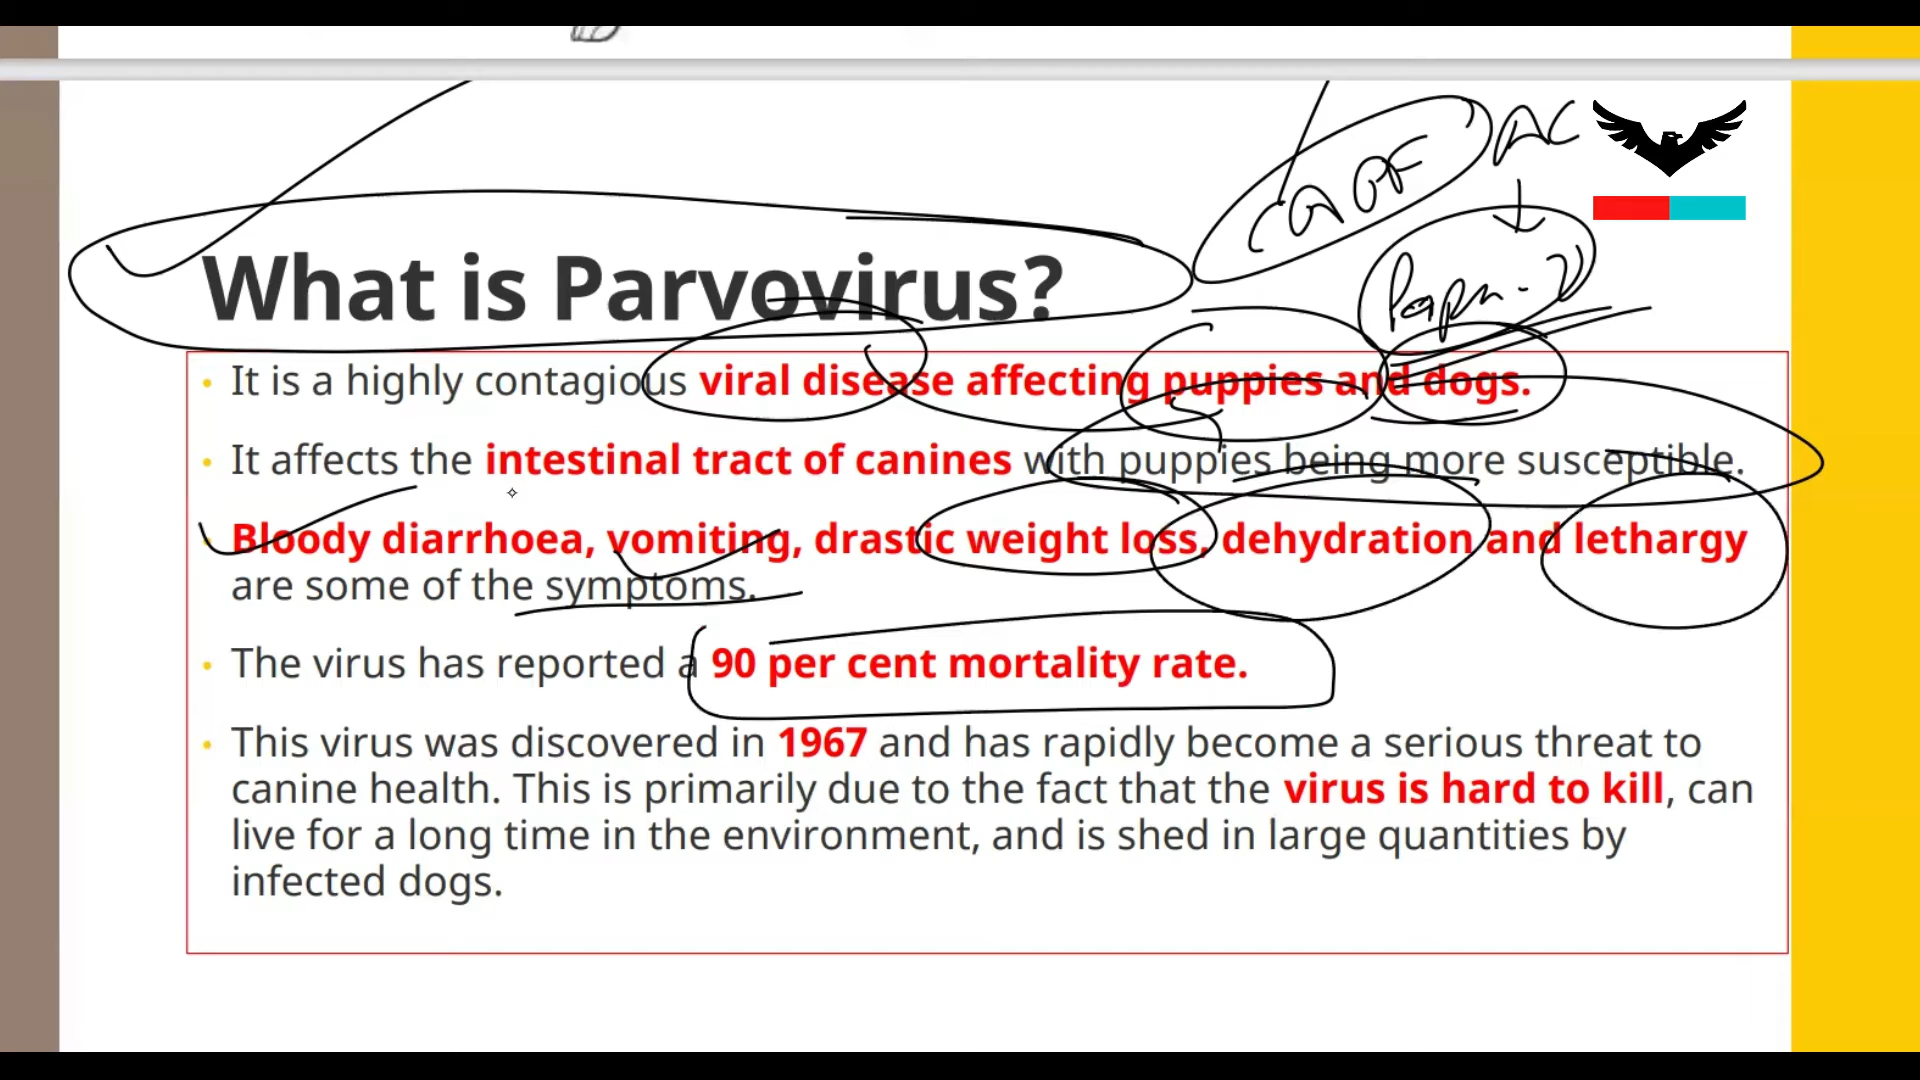 What is Parvovirus?
• It is a highly contagious viral disease affecting puppies and dogs.
• It affects the intestinal tract of canines with puppies being more susceptible.
• Bloody diarrhoea, vomiting, drastic weight loss, dehydration and lethargy
are some of the symptoms.
• The virus has reported a 90 per cent mortality rate.
• This virus was discovered in 1967 and has rapidly become a serious threat to
canine health. This is primarily due to the fact that the virus is hard to kill, can
live for a long time in the environment, and is shed in large quantities by
infected dogs.